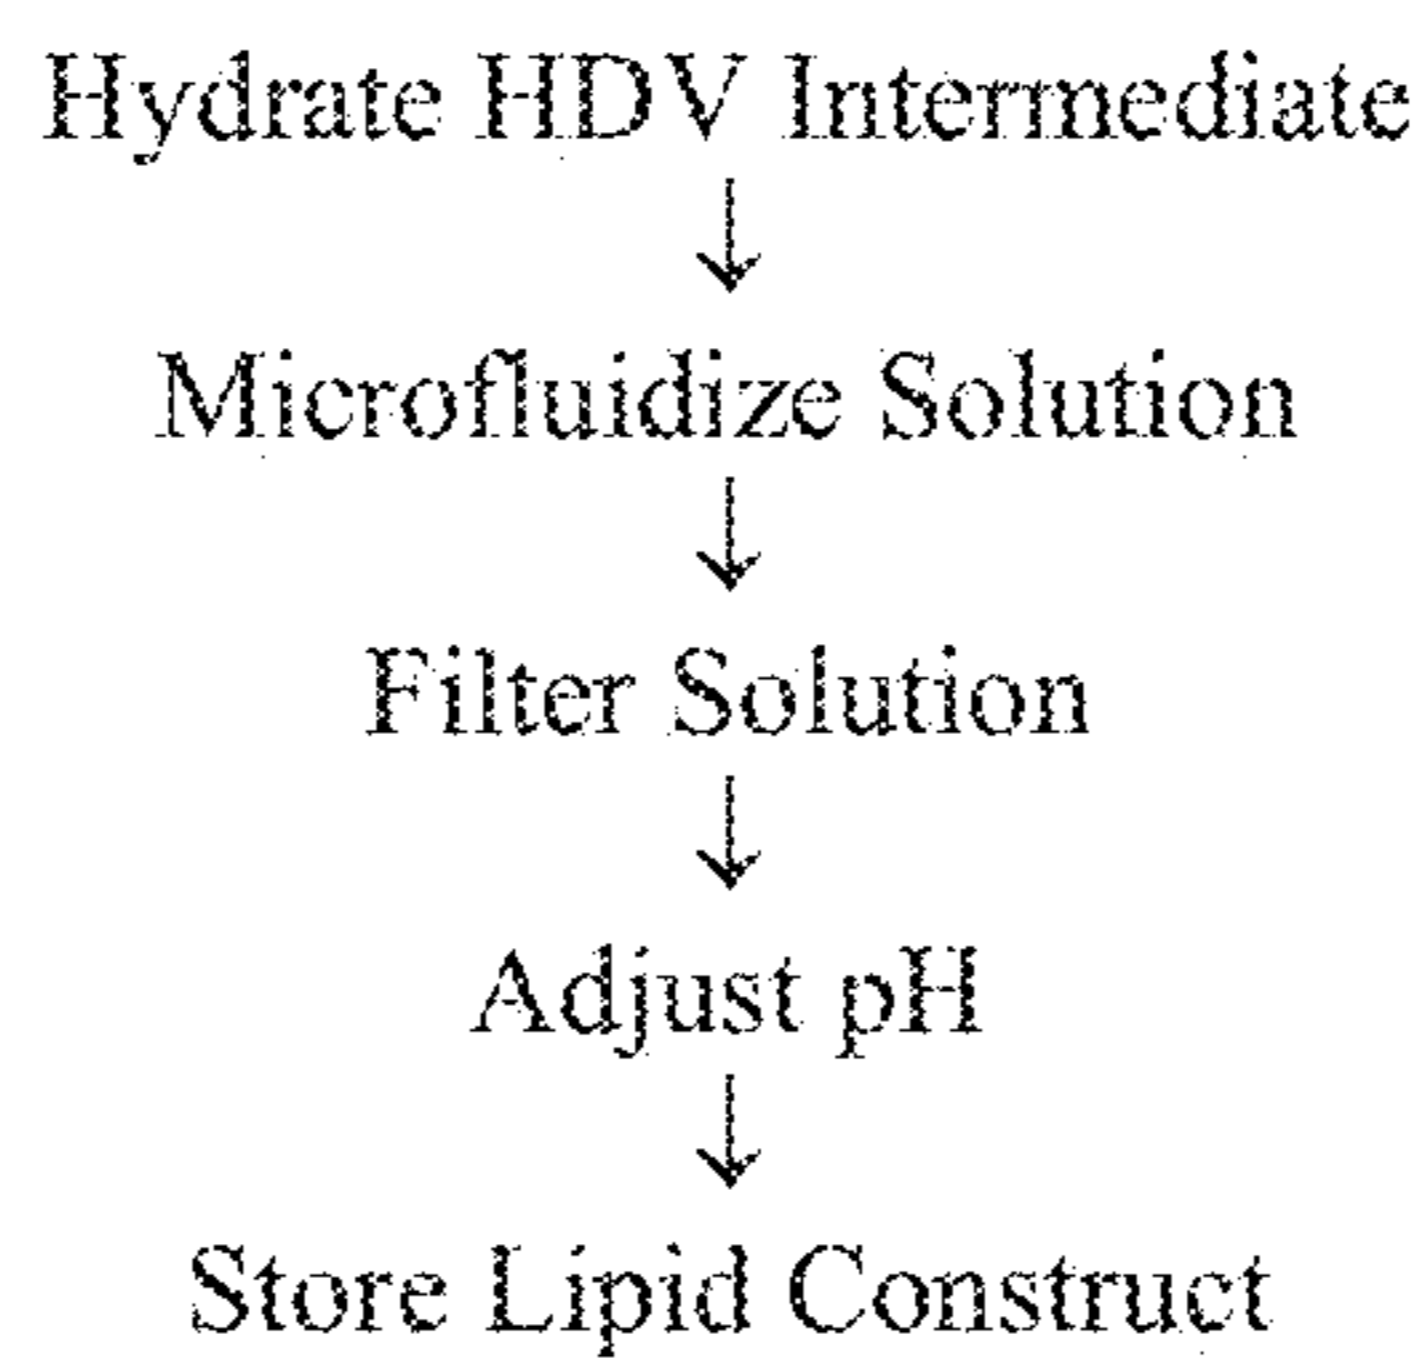 Hydrate HDV Intermediate
Microfluidize Solution
Filter Solution
Adjust pH
Store Lipid Construct